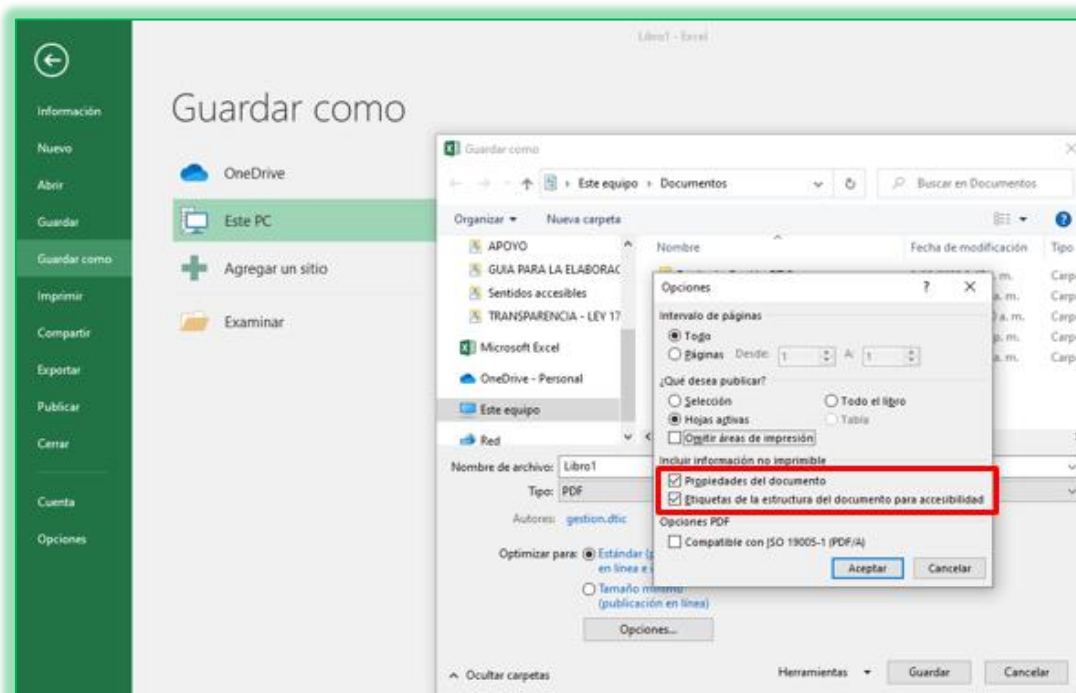 Libro1 - Excel
Información
Nuevo
Abrir
Guardar
Guardar como
Imprimir
Compartir
Exportar
Publicar
Cerrar
Cuenta
Opciones
Guardar como
OneDrive
Este PC
Agregar un sitio
Examinar
Guardar como
Este equipo Documentos
Buscar en Documentos
Organizar Nueva carpeta
APOYO
GUIA PARA LA ELABORAC
Sentidos accesibles
TRANSPARENCIA - LEY 17
Microsoft Excel
OneDrive - Personal
Este equipo
Red
Nombre Fecha de modificación Tipo
m. Carp
a. m. Carp
a. m. Carp
p. m. Carp
a. m. Carp
Nombre de archivo: Libro1
Tipo: PDF
Autores: gestion.dtic
Optimizar para: Estándar (p
en línea e i
Tamaño mínimo
(publicación en línea)
Opciones...
Ocultar carpetas
Herramientas Guardar Cancelar
Opciones ? X
Intervalo de páginas
Todo
Páginas Desde: 1 A: 1
¿Qué desea publicar?
Selección Todo el libro
Hojas activas Tabla
Omitir áreas de impresión
Incluir información no imprimible
Propiedades del documento
Etiquetas de la estructura del documento para accesibilidad
Opciones PDF
Compatible con ISO 19005-1 (PDF/A)
Aceptar Cancelar